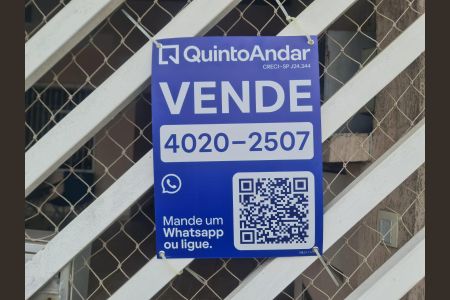 QuintoAndar
CRECI-SP J24.344
VENDE
4020-2507
Mande um
Whatsapp
ou ligue.